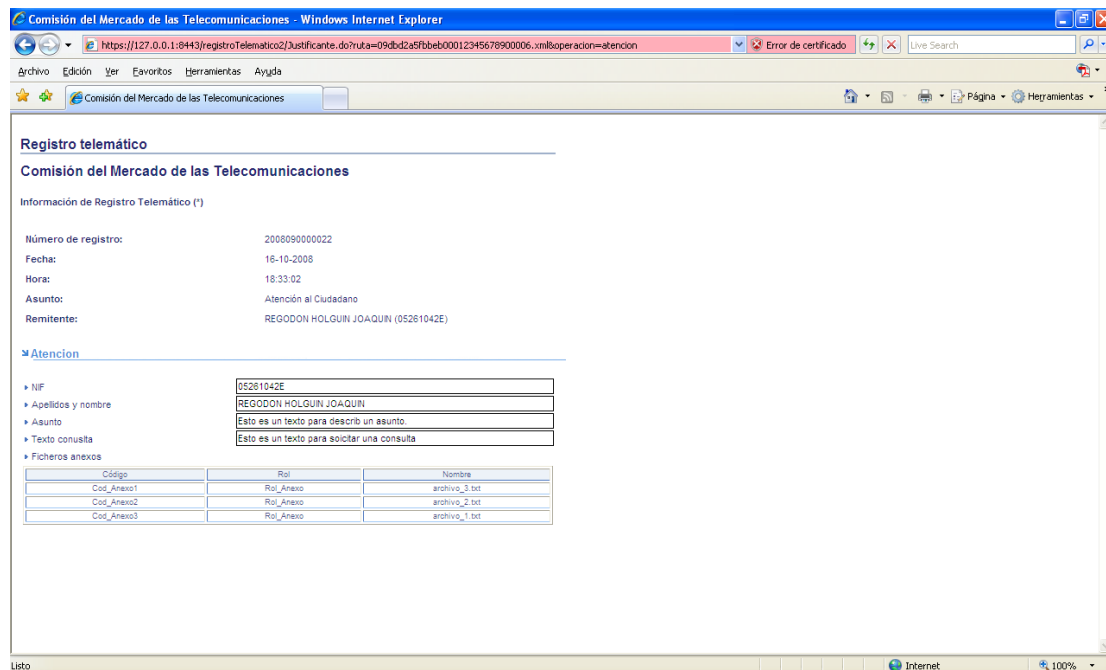 Comisión del Mercado de las Telecomunicaciones - Windows Internet Explorer
https://127.0.0.1:8443/registroTelematico2/Justificante.do?ruta=09dbd2a5fbbeb00012345678900006.xml&operacion=atencion Error de certificado Live Search
Archivo Edición Ver Favoritos Herramientas Ayuda
Comisión del Mercado de las Telecomunicaciones Página Herramientas
Registro telemático
Comisión del Mercado de las Telecomunicaciones
Información de Registro Telemático (*)
Número de registro: 2008090000022
Fecha: 16-10-2008
Hora: 18:33:02
Asunto: Atención al Ciudadano
Remitente: REGODON HOLGUIN JOAQUIN (05261042E)
Atencion
NIF 05261042E
Apellidos y nombre REGODON HOLGUIN JOAQUIN
Asunto Esto es un texto para describ un asunto.
Texto conuslta Esto es un texto para soicitar una consulta
Ficheros anexos
Código Rol Nombre
Cod_Anexo1 Rol_Anexo archivo_3.txt
Cod_Anexo2 Rol_Anexo archivo_2.txt
Cod_Anexo3 Rol_Anexo archivo_1.txt
Listo Internet 100%